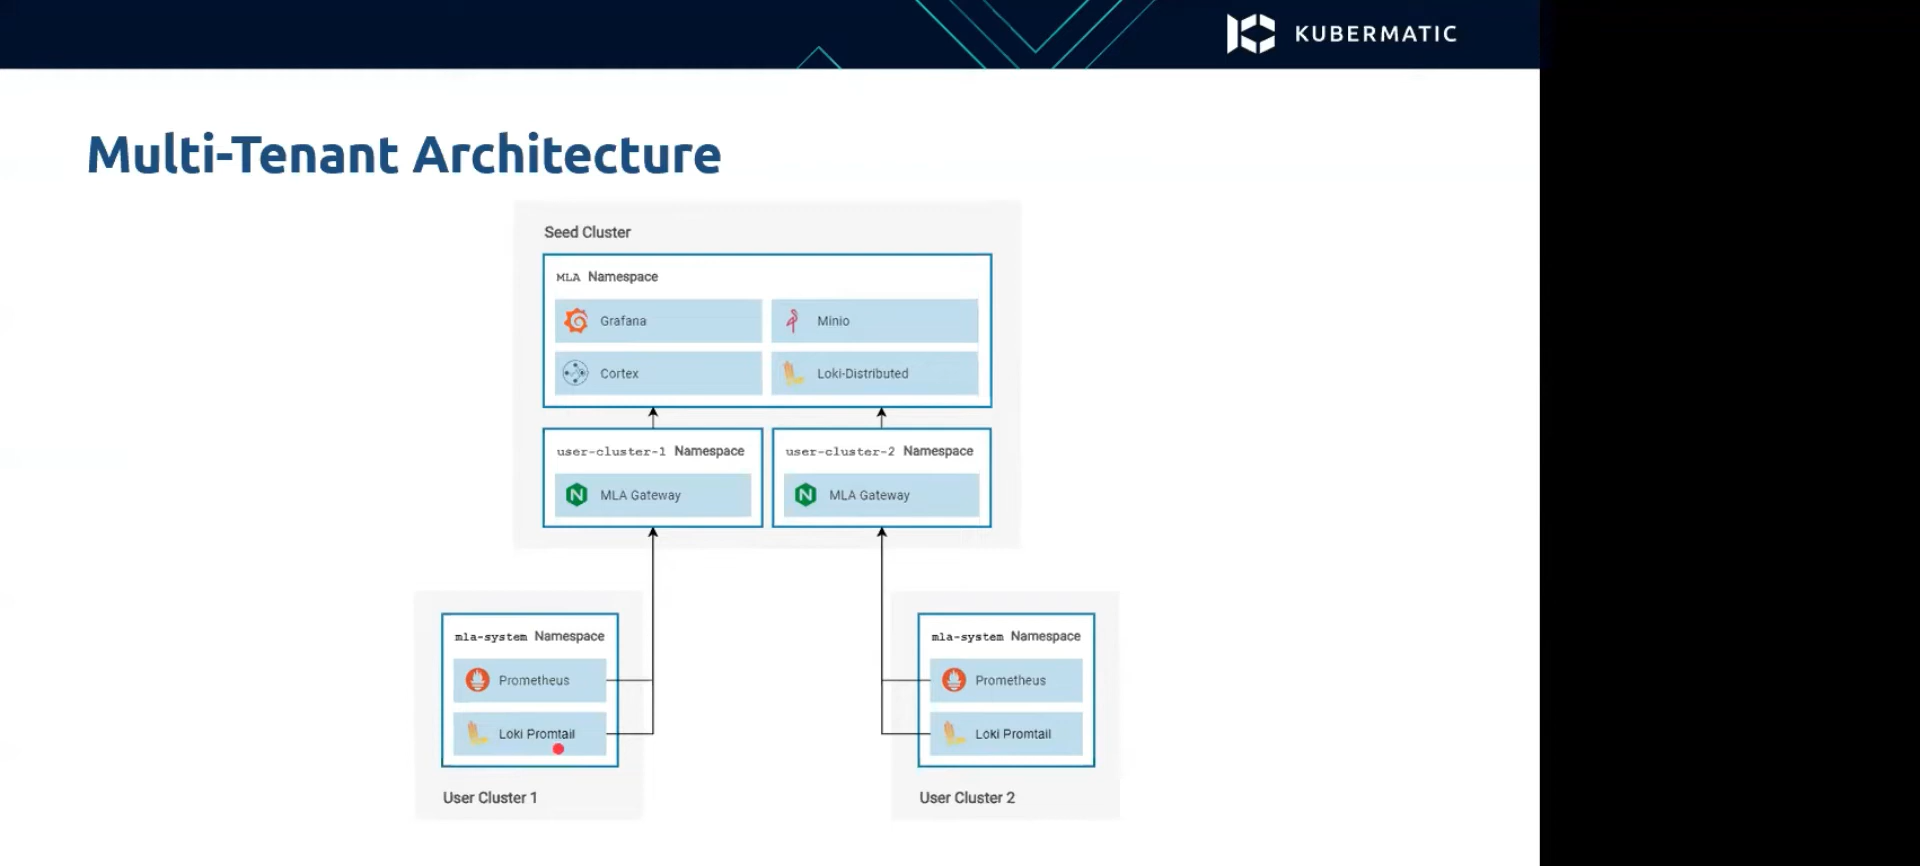 KUBERMATIC
Multi-Tenant Architecture
Seed Cluster
MLA Namespace
Grafana
Minio
Cortex
Loki-Distributed
user-cluster-1 Namespace
user-cluster-2 Namespace
MLA Gateway
MLA Gateway
mla-system Namespace
Prometheus
Loki Promtail
User Cluster 1
mla-system Namespace
Prometheus
Loki Promtail
User Cluster 2